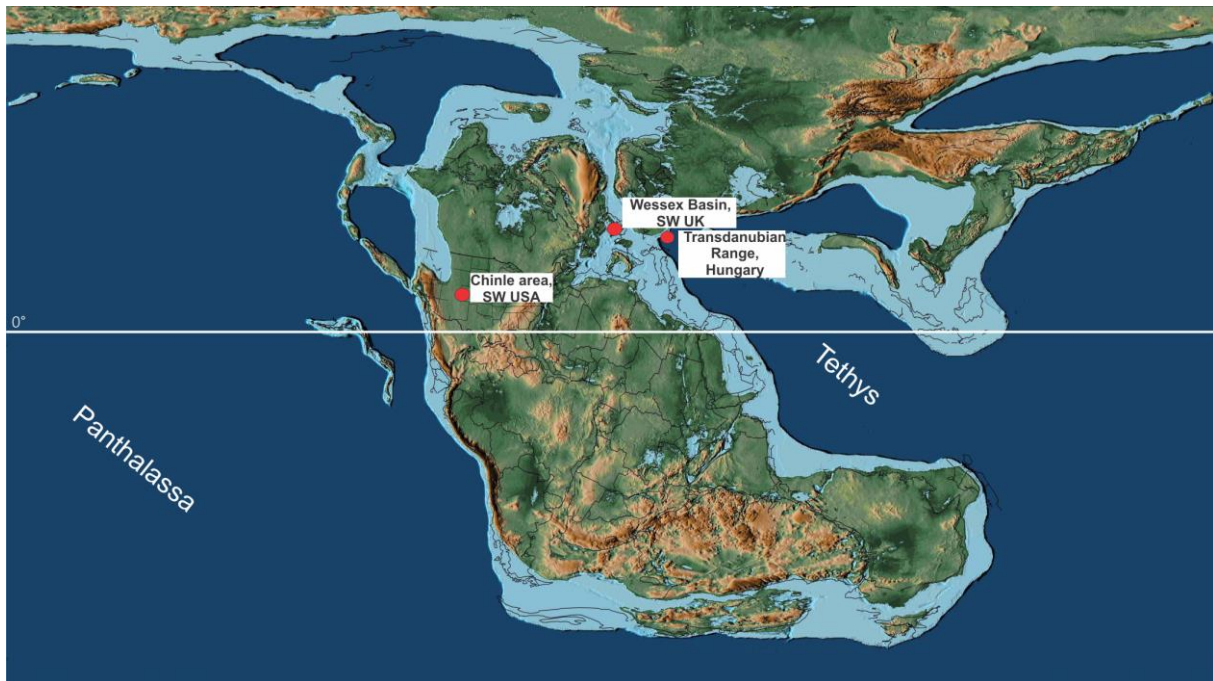 Wessex Basin,
SW UK
Transdanubian
Range,
Hungary
Chinle area,
SW USA
0°
Tethys
Panthalassa